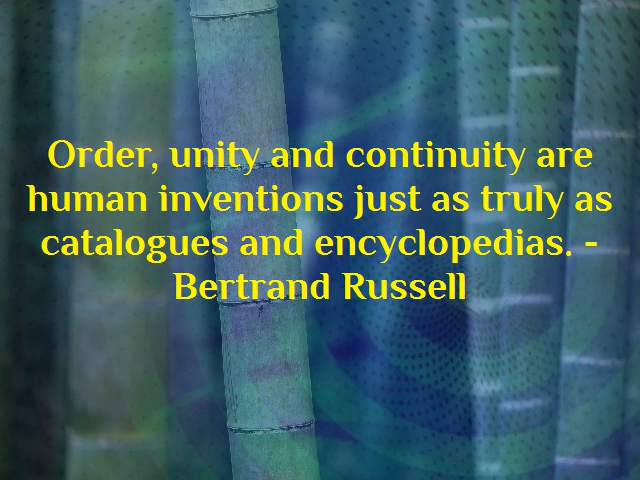 Order, unity and continuity are
human inventions just as truly as
catalogues and encyclopedias. -
Bertrand Russell